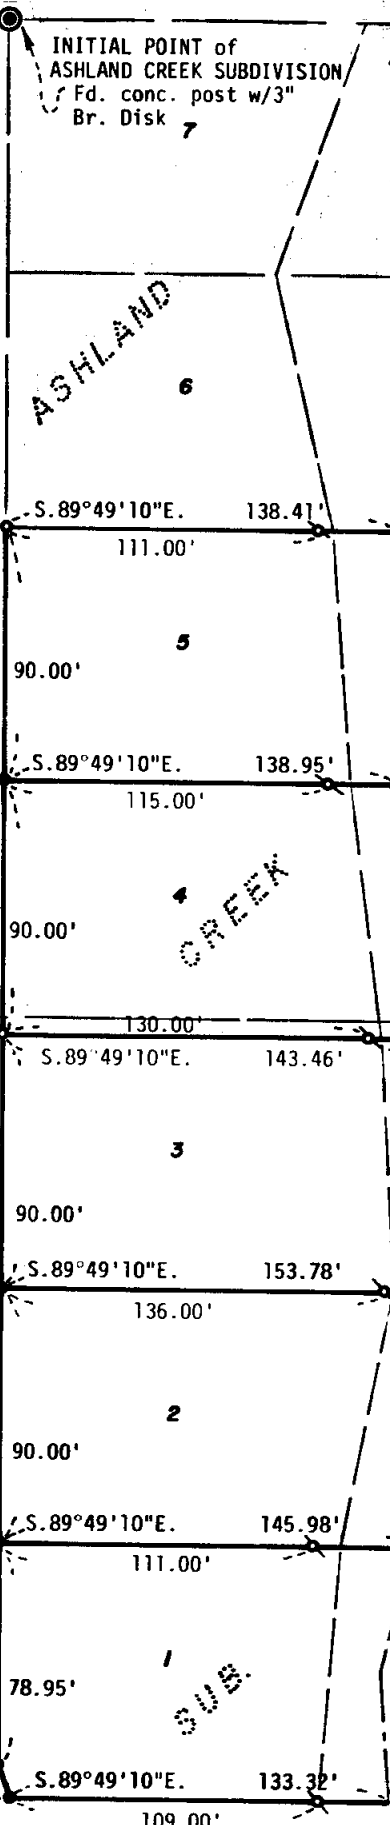 INITIAL POINT of
ASHLAND CREEK SUBDIVISION
Fd. conc. post w/3"
Br. Disk
7
ASHLAND
6
S.89°49'10"E. 138.41'
111.00'
5
90.00'
S.89°49'10"E. 138.95'
115.00'
4
CREEK
90.00'
130.00'
S.89°49'10"E. 143.46'
3
90.00'
S.89°49'10"E. 153.78'
136.00'
2
90.00'
S.89°49'10"E. 145.98'
111.00'
1
78.95'
SUB.
S.89°49'10"E. 133.32'
109.00'